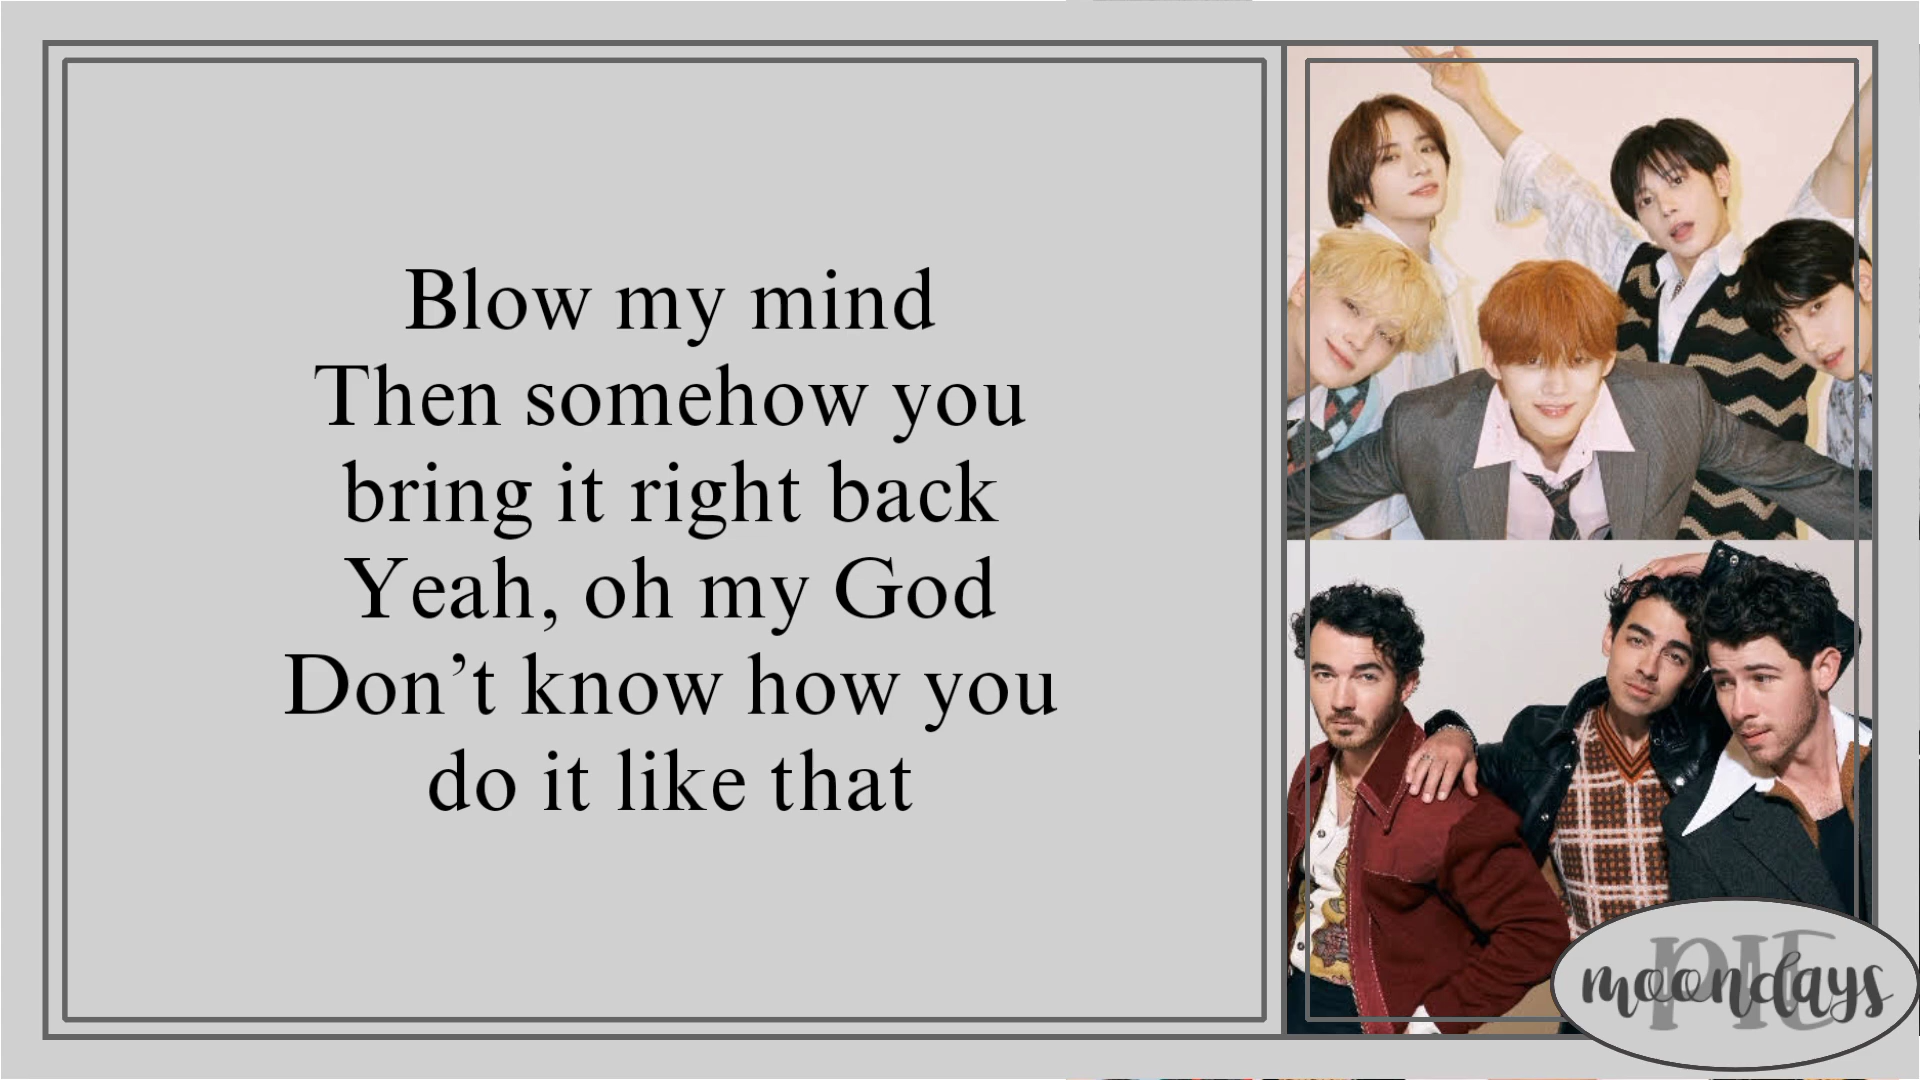 Blow my mind
Then somehow you
bring it right back
Yeah, oh my God
Don’t know how you
do it like that
PIT
moondays